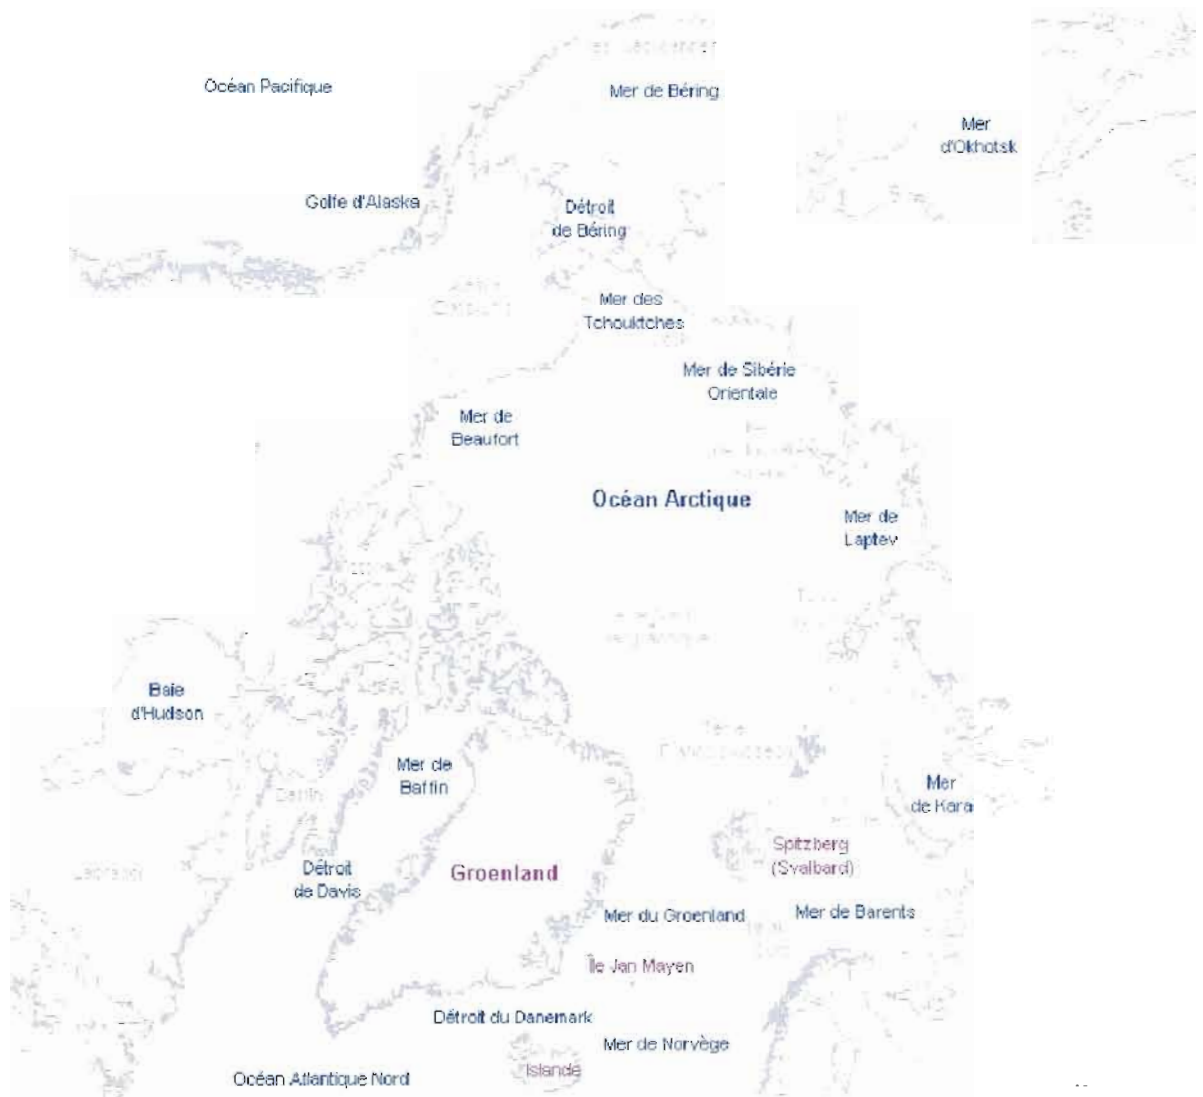 Océan Pacifique
Mer de Béring
Mer
d'Okhotsk
Golfe d'Alaska
Détroit
de Béring
Mer des
Tchouktches
Mer de Sibérie
Orientale
Mer de
Beaufort
Océan Arctique
Mer de
Laptev
Baie
d'Hudson
Mer de
Baffin
Mer
de Kara
Spitzberg
(Svalbard)
Groenland
Détroit
de Davis
Mer du Groenland
Mer de Barents
Île Jan Mayen
Détroit du Danemark
Mer de Norvège
Islande
Océan Atlantique Nord